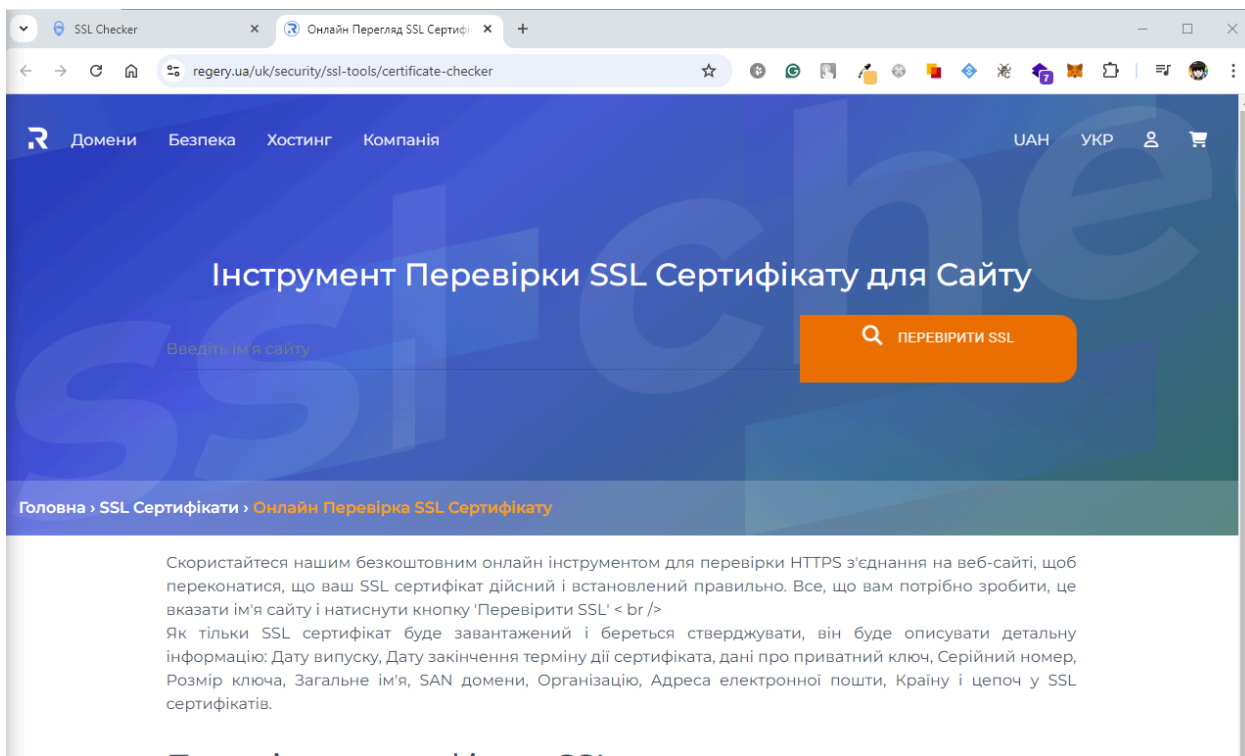 SSL Checker
Онлайн Перегляд SSL Сертифі
regery.ua/uk/security/ssl-tools/certificate-checker
7
Домени Безпека Хостинг Компанія UAH УКР
ssl che
Інструмент Перевірки SSL Сертифікату для Сайту
Введіть ім'я сайту
ПЕРЕВІРИТИ SSL
Головна › SSL Сертифікати › Онлайн Перевірка SSL Сертифікату
Скористайтеся нашим безкоштовним онлайн інструментом для перевірки HTTPS з'єднання на веб-сайті, щоб
переконатися, що ваш SSL сертифікат дійсний і встановлений правильно. Все, що вам потрібно зробити, це
вказати ім'я сайту і натиснути кнопку 'Перевірити SSL' < br />
Як тільки SSL сертифікат буде завантажений і береться стверджувати, він буде описувати детальну
інформацію: Дату випуску, Дату закінчення терміну дії сертифіката, дані про приватний ключ, Серійний номер,
Розмір ключа, Загальне ім'я, SAN домени, Організацію, Адреса електронної пошти, Країну і цепоч у SSL
сертифікатів.